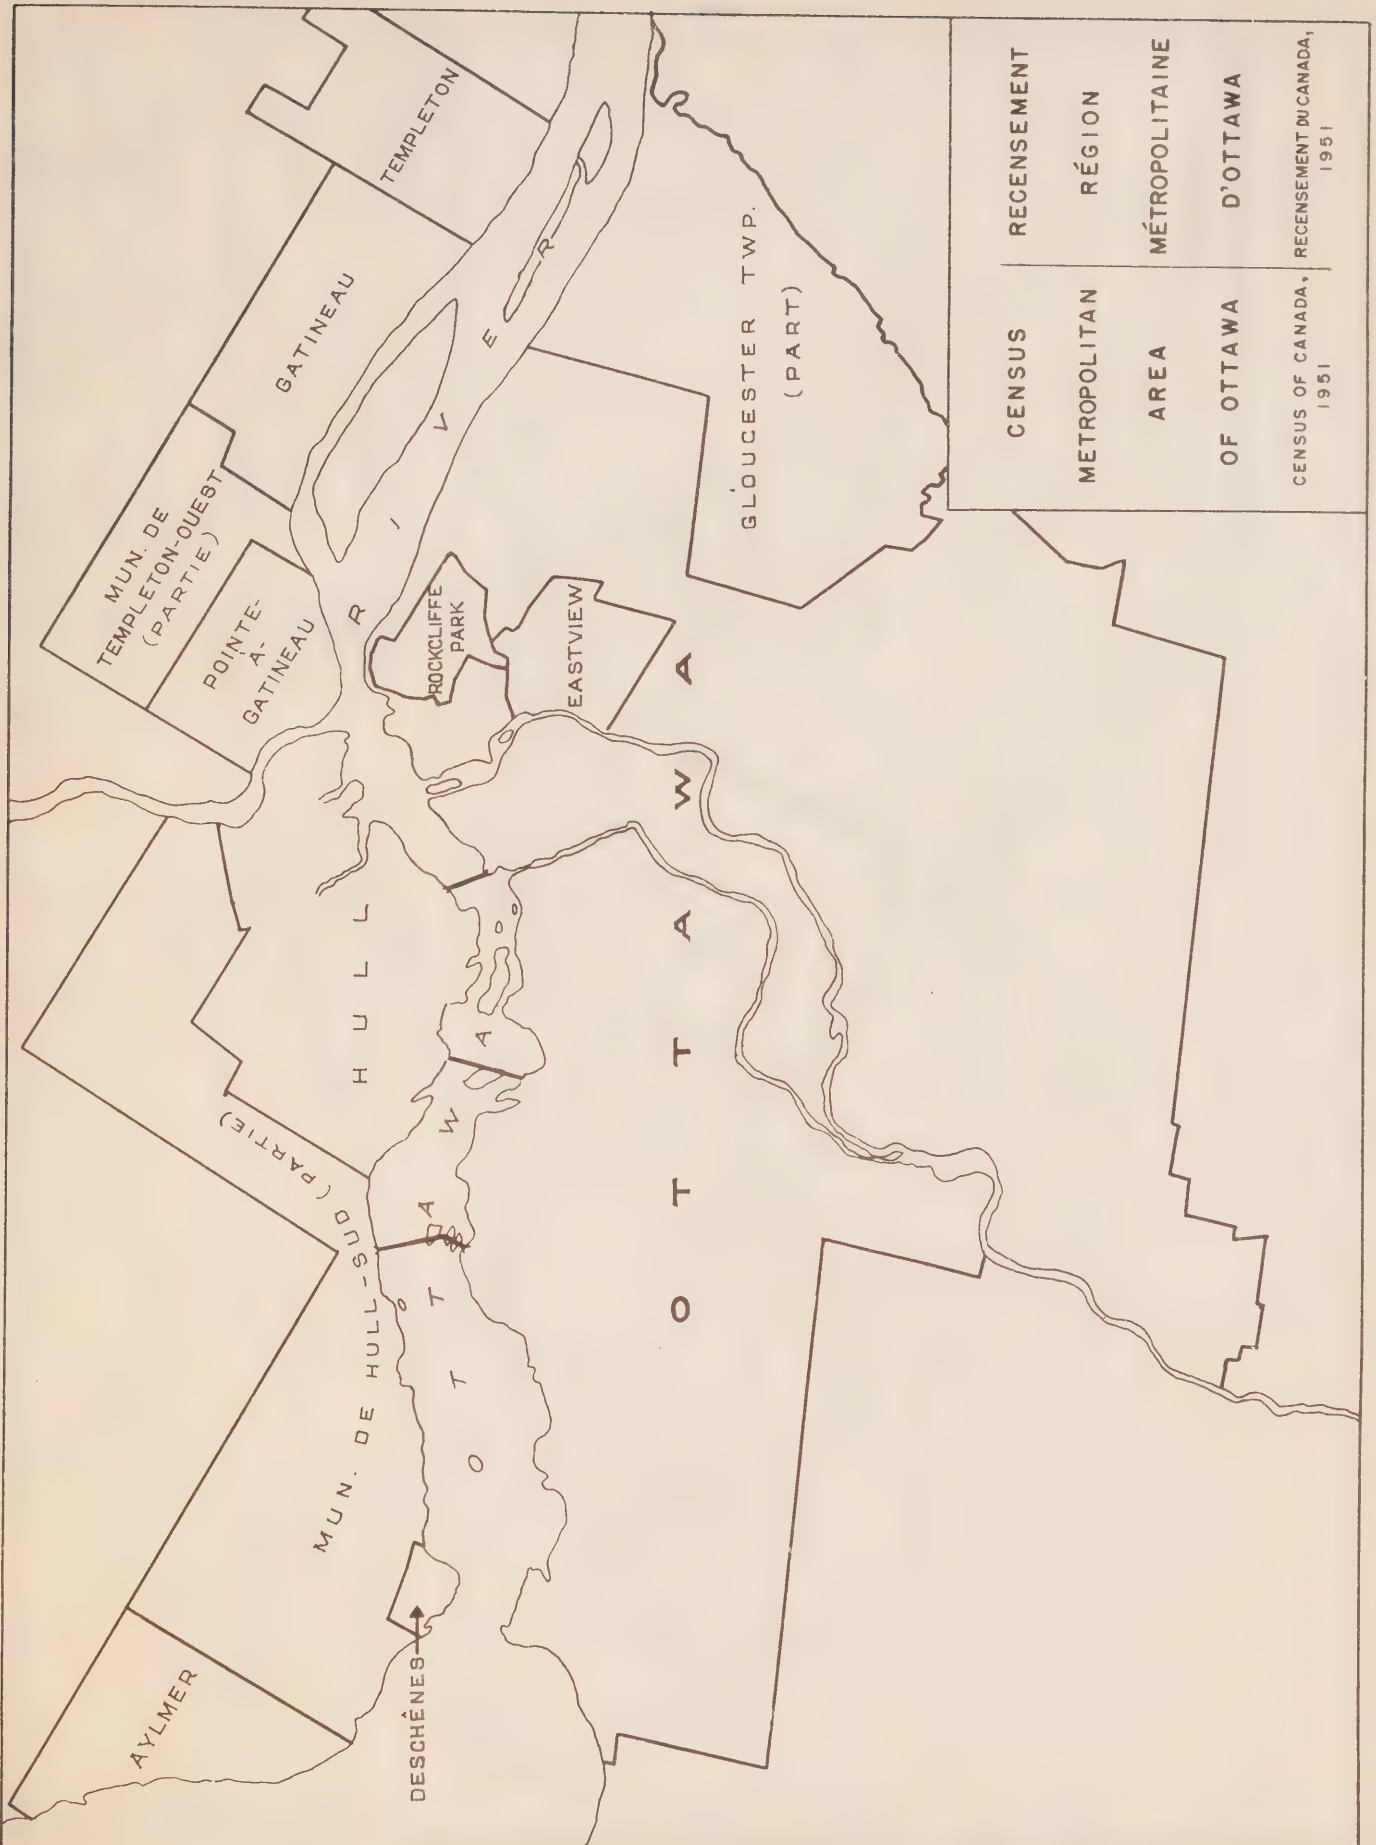 AYLMER
DESCHÊNES
MUN. DE HULL-SUD (PARTIE)
HULL
POINTE-
À-
GATINEAU
MUN. DE
TEMPLETON-OUEST
(PARTIE)
GATINEAU
TEMPLETON
OTTAWA RIVER
ROCKCLIFFE
PARK
EASTVIEW
OTTAWA
GLOUCESTER TWP.
(PART)
CENSUS
METROPOLITAN
AREA
OF OTTAWA
CENSUS OF CANADA,
1951
RECENSEMENT
RÉGION
MÉTROPOLITAINE
D'OTTAWA
RECENSEMENT DU CANADA,
1951